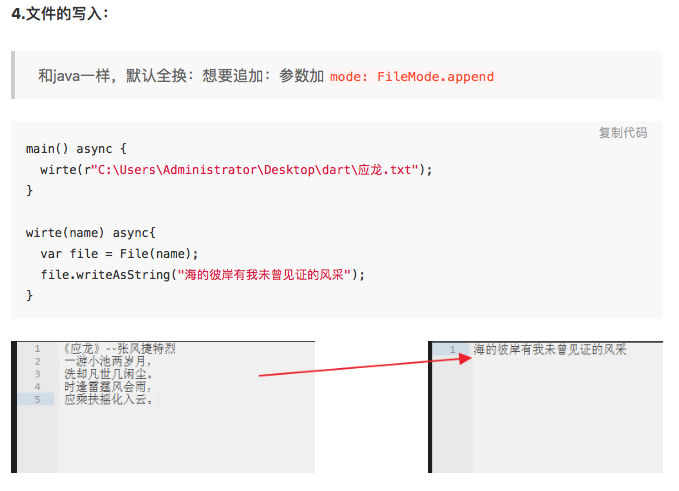 4.文件的写入：
和java一样，默认全换：想要追加：参数加 mode: FileMode.append
复制代码
main() async {
  wirte(r"C:\Users\Administrator\Desktop\dart\应龙.txt");
}
wirte(name) async{
  var file = File(name);
  file.writeAsString("海的彼岸有我未曾见证的风采");
}
1 《应龙》--张风捷特烈
2 一游小池两岁月，
3 洗却凡世几闲尘。
4 时逢雷霆风会雨，
5 应乘扶摇化入云。
1 海的彼岸有我未曾见证的风采